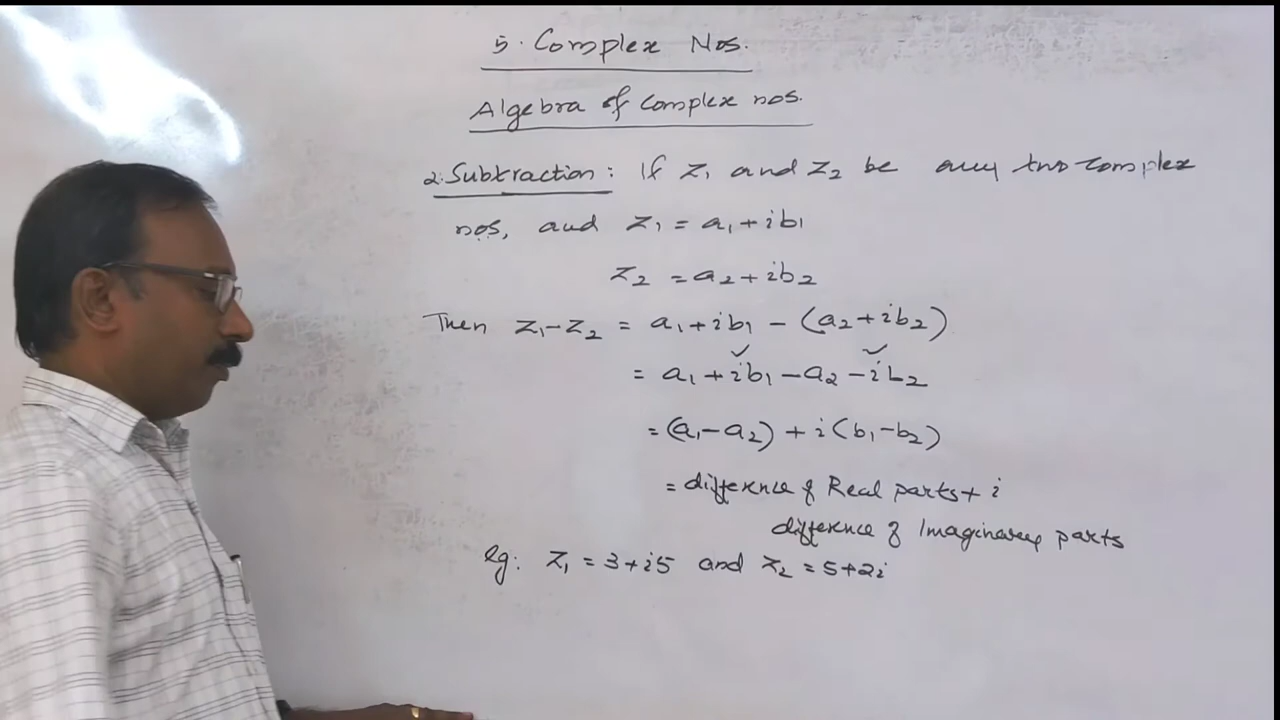 5. Complex Nos.
Algebra of complex nos.
2. Subtraction: If z₁ and z₂ be any two complex
nos, and z₁ = a₁ + ib₁
z₂ = a₂ + ib₂
Then z₁ - z₂ = a₁ + ib₁ - (a₂ + ib₂)
= a₁ + ib₁ - a₂ - ib₂
= (a₁ - a₂) + i(b₁ - b₂)
= difference of Real parts + i
difference of Imaginary parts
eg: z₁ = 3 + i5 and z₂ = 5 + 2i